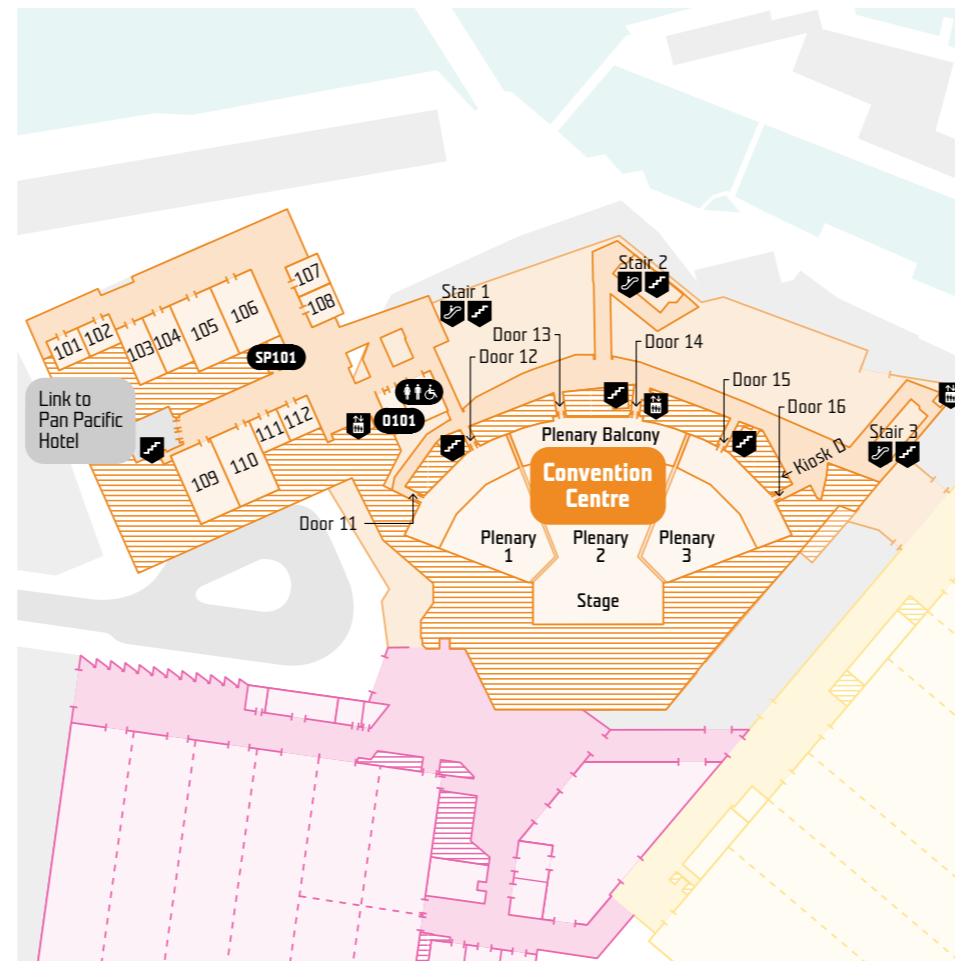 Stair 2
107
108
Stair 1
106
105
104
103
102
101
SP101
Door 13
Door 12
Door 14
Door 15
Door 16
Link to
Pan Pacific
Hotel
112
111
110
109
0101
Plenary Balcony
Convention
Centre
Kiosk D
Stair 3
Door 11
Plenary
1
Plenary
2
Plenary
3
Stage